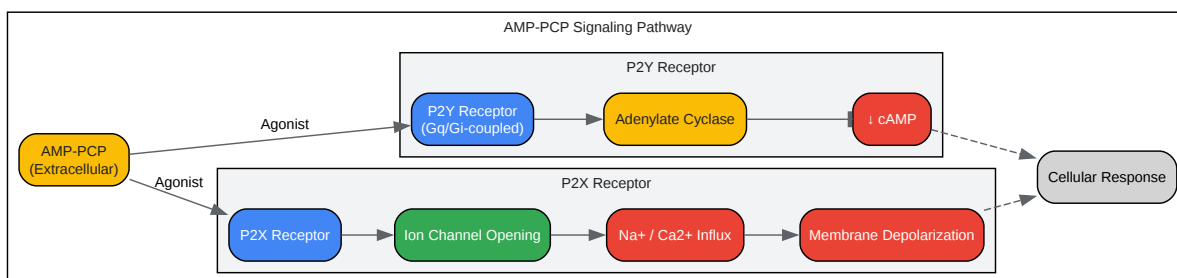 AMP-PCP Signaling Pathway
P2Y Receptor
P2Y Receptor
(Gq/Gi-coupled)
Adenylate Cyclase
↓ cAMP
Agonist
AMP-PCP
(Extracellular)
Agonist
Cellular Response
P2X Receptor
P2X Receptor
Ion Channel Opening
Na+ / Ca2+ Influx
Membrane Depolarization